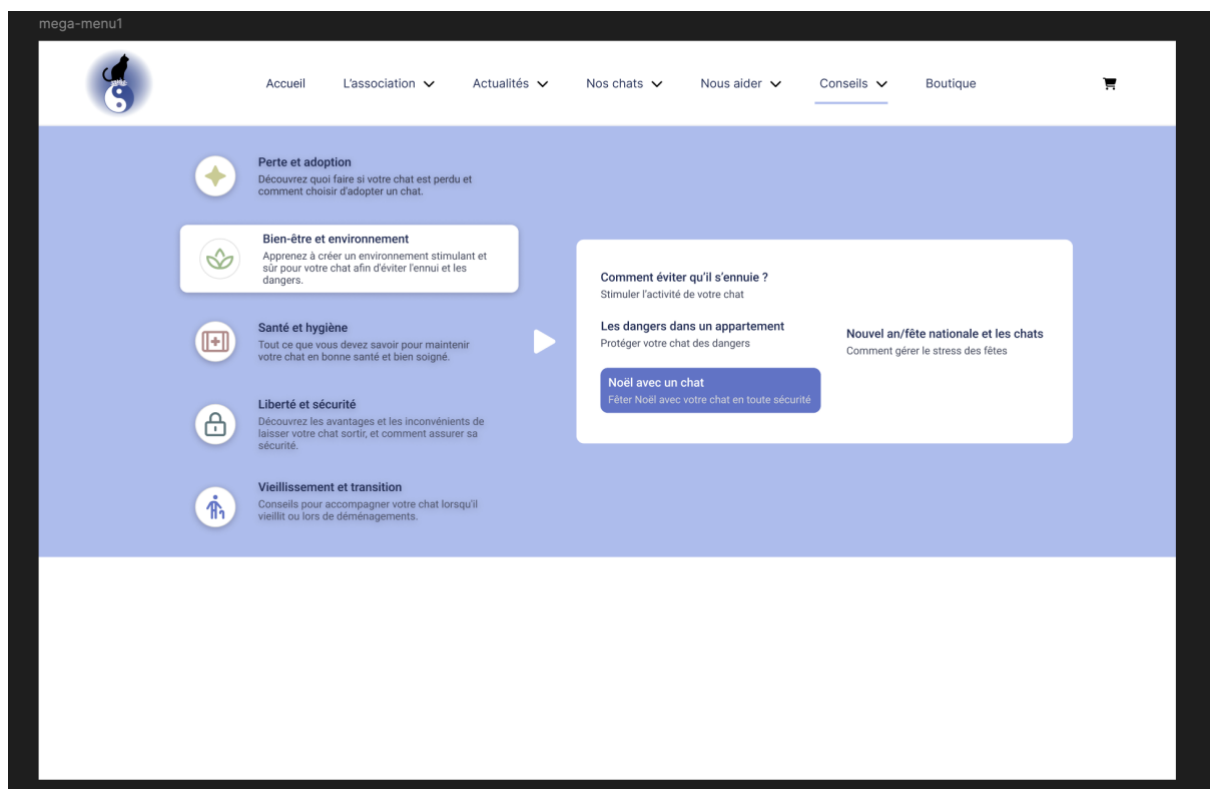 mega-menu1
Accueil
L'association
Actualités
Nos chats
Nous aider
Conseils
Boutique
Perte et adoption
Découvrez quoi faire si votre chat est perdu et
comment choisir d'adopter un chat.
Bien-être et environnement
Apprenez à créer un environnement stimulant et
sûr pour votre chat afin d'éviter l'ennui et les
dangers.
Santé et hygiène
Tout ce que vous devez savoir pour maintenir
votre chat en bonne santé et bien soigné.
Liberté et sécurité
Découvrez les avantages et les inconvénients de
laisser votre chat sortir, et comment assurer sa
sécurité.
Vieillissement et transition
Conseils pour accompagner votre chat lorsqu'il
vieillit ou lors de déménagements.
Comment éviter qu'il s'ennuie ?
Stimuler l'activité de votre chat
Les dangers dans un appartement
Protéger votre chat des dangers
Noël avec un chat
Fêter Noël avec votre chat en toute sécurité
Nouvel an/fête nationale et les chats
Comment gérer le stress des fêtes